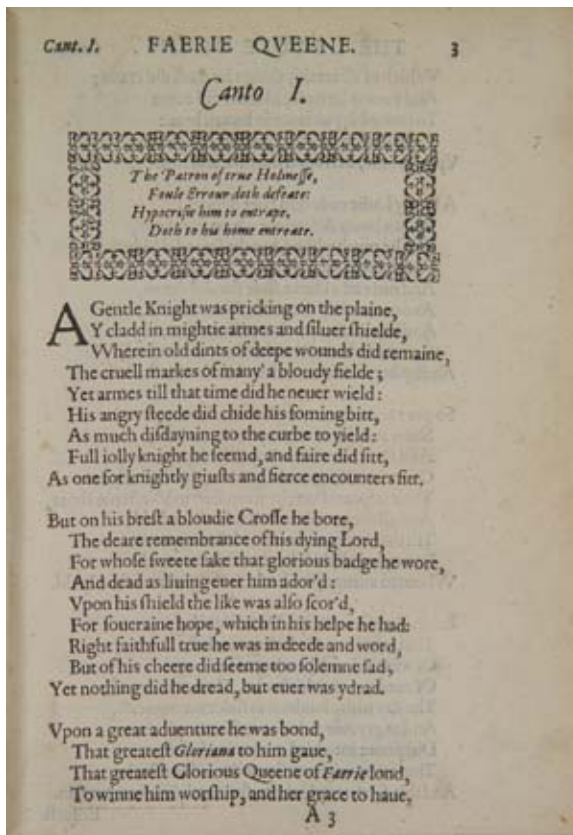 Cant. I. FAERIE QVEENE. 3
Canto I.
The Patron of true Holinesse,
Foule Errour doth defeate:
Hypocrisie him to entrape,
Doth to his home entreate.
A Gentle Knight was pricking on the plaine,
Y cladd in mightie armes and siluer shielde,
Wherein old dints of deepe wounds did remaine,
The cruell markes of many' a bloudy fielde;
Yet armes till that time did he neuer wield:
His angry steede did chide his foming bitt,
As much disdayning to the curbe to yield:
Full iolly knight he seemd, and faire did sitt,
As one for knightly giusts and fierce encounters fitt.
But on his brest a bloudie Crosse he bore,
The deare remembrance of his dying Lord,
For whose sweete sake that glorious badge he wore,
And dead as liuing euer him ador'd:
Vpon his shield the like was also scor'd,
For soueraine hope, which in his helpe he had:
Right faithfull true he was in deede and word,
But of his cheere did seeme too solemne sad,
Yet nothing did he dread, but euer was ydrad.
Vpon a great aduenture he was bond,
That greatest Gloriana to him gaue,
That greatest Glorious Queene of Faerie lond,
To winne him worship, and her grace to haue,
A 3